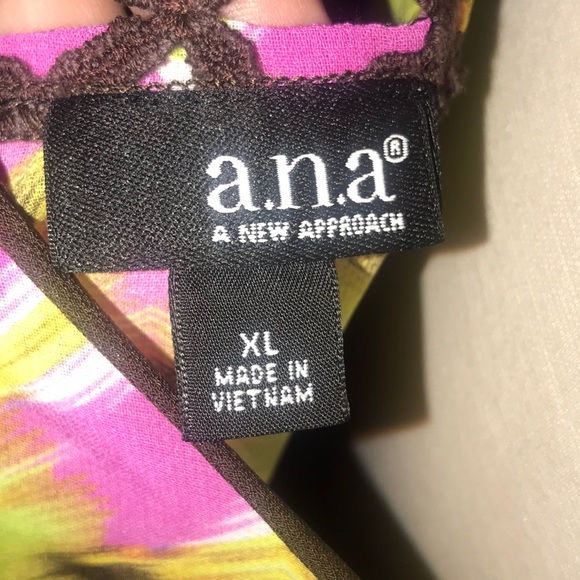 a.n.a®
A NEW APPROACH
XL
MADE IN
VIETNAM